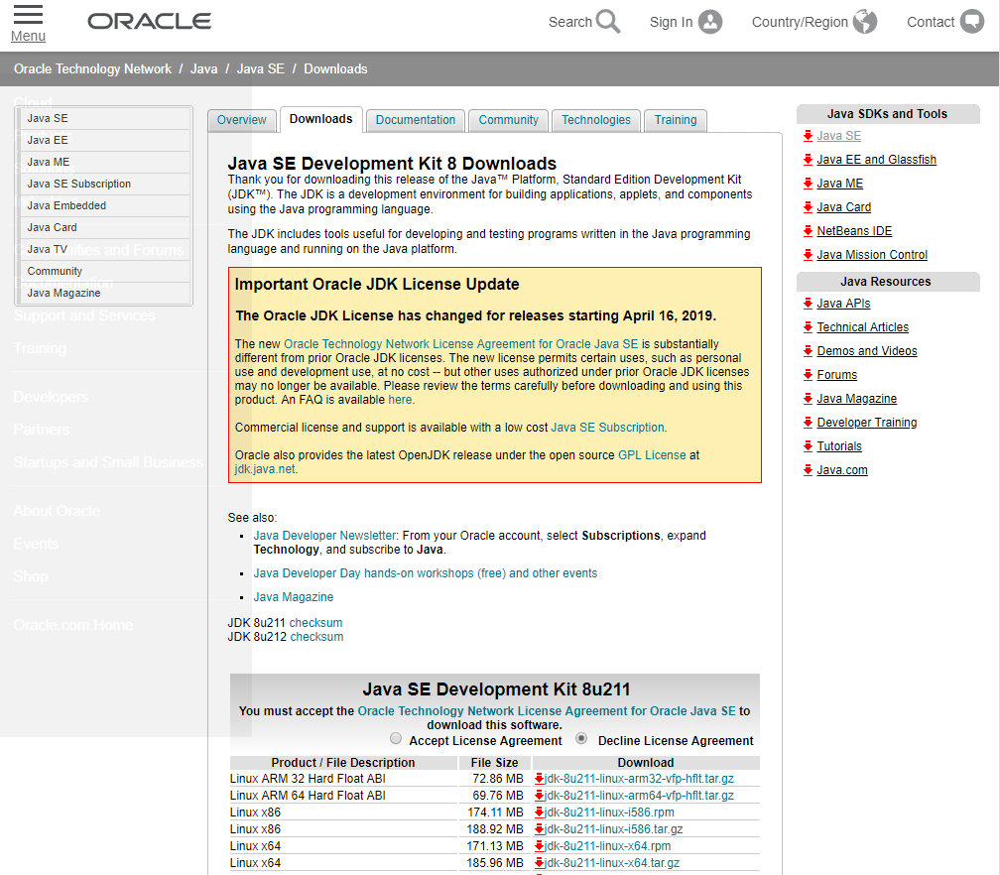 Menu
ORACLE
Search
Sign In
Country/Region
Contact
Oracle Technology Network / Java / Java SE / Downloads
Cloud
Java SE
Java EE
Java ME
Java SE Subscription
Java Embedded
Java Card
Java TV
Community
Java Magazine
Support and Services
Training
Developers
Partners
Startups and Small Business
About Oracle
Events
Shop
Oracle.com Home
Overview
Downloads
Documentation
Community
Technologies
Training
Java SE Development Kit 8 Downloads
Thank you for downloading this release of the Java™ Platform, Standard Edition Development Kit
(JDK™). The JDK is a development environment for building applications, applets, and components
using the Java programming language.
The JDK includes tools useful for developing and testing programs written in the Java programming
language and running on the Java platform.
Important Oracle JDK License Update
The Oracle JDK License has changed for releases starting April 16, 2019.
The new Oracle Technology Network License Agreement for Oracle Java SE is substantially
different from prior Oracle JDK licenses. The new license permits certain uses, such as personal
use and development use, at no cost -- but other uses authorized under prior Oracle JDK licenses
may no longer be available. Please review the terms carefully before downloading and using this
product. An FAQ is available here.
Commercial license and support is available with a low cost Java SE Subscription.
Oracle also provides the latest OpenJDK release under the open source GPL License at
jdk.java.net.
See also:
Java Developer Newsletter: From your Oracle account, select Subscriptions, expand
Technology, and subscribe to Java.
Java Developer Day hands-on workshops (free) and other events
Java Magazine
JDK 8u211 checksum
JDK 8u212 checksum
Java SE Development Kit 8u211
You must accept the Oracle Technology Network License Agreement for Oracle Java SE to
download this software.
Accept License Agreement Decline License Agreement
Product / File Description File Size Download
Linux ARM 32 Hard Float ABI 72.86 MB jdk-8u211-linux-arm32-vfp-hflt.tar.gz
Linux ARM 64 Hard Float ABI 69.76 MB jdk-8u211-linux-arm64-vfp-hflt.tar.gz
Linux x86 174.11 MB jdk-8u211-linux-i586.rpm
Linux x86 188.92 MB jdk-8u211-linux-i586.tar.gz
Linux x64 171.13 MB jdk-8u211-linux-x64.rpm
Linux x64 185.96 MB jdk-8u211-linux-x64.tar.gz
Java SDKs and Tools
Java SE
Java EE and Glassfish
Java ME
Java Card
NetBeans IDE
Java Mission Control
Java Resources
Java APIs
Technical Articles
Demos and Videos
Forums
Java Magazine
Developer Training
Tutorials
Java.com